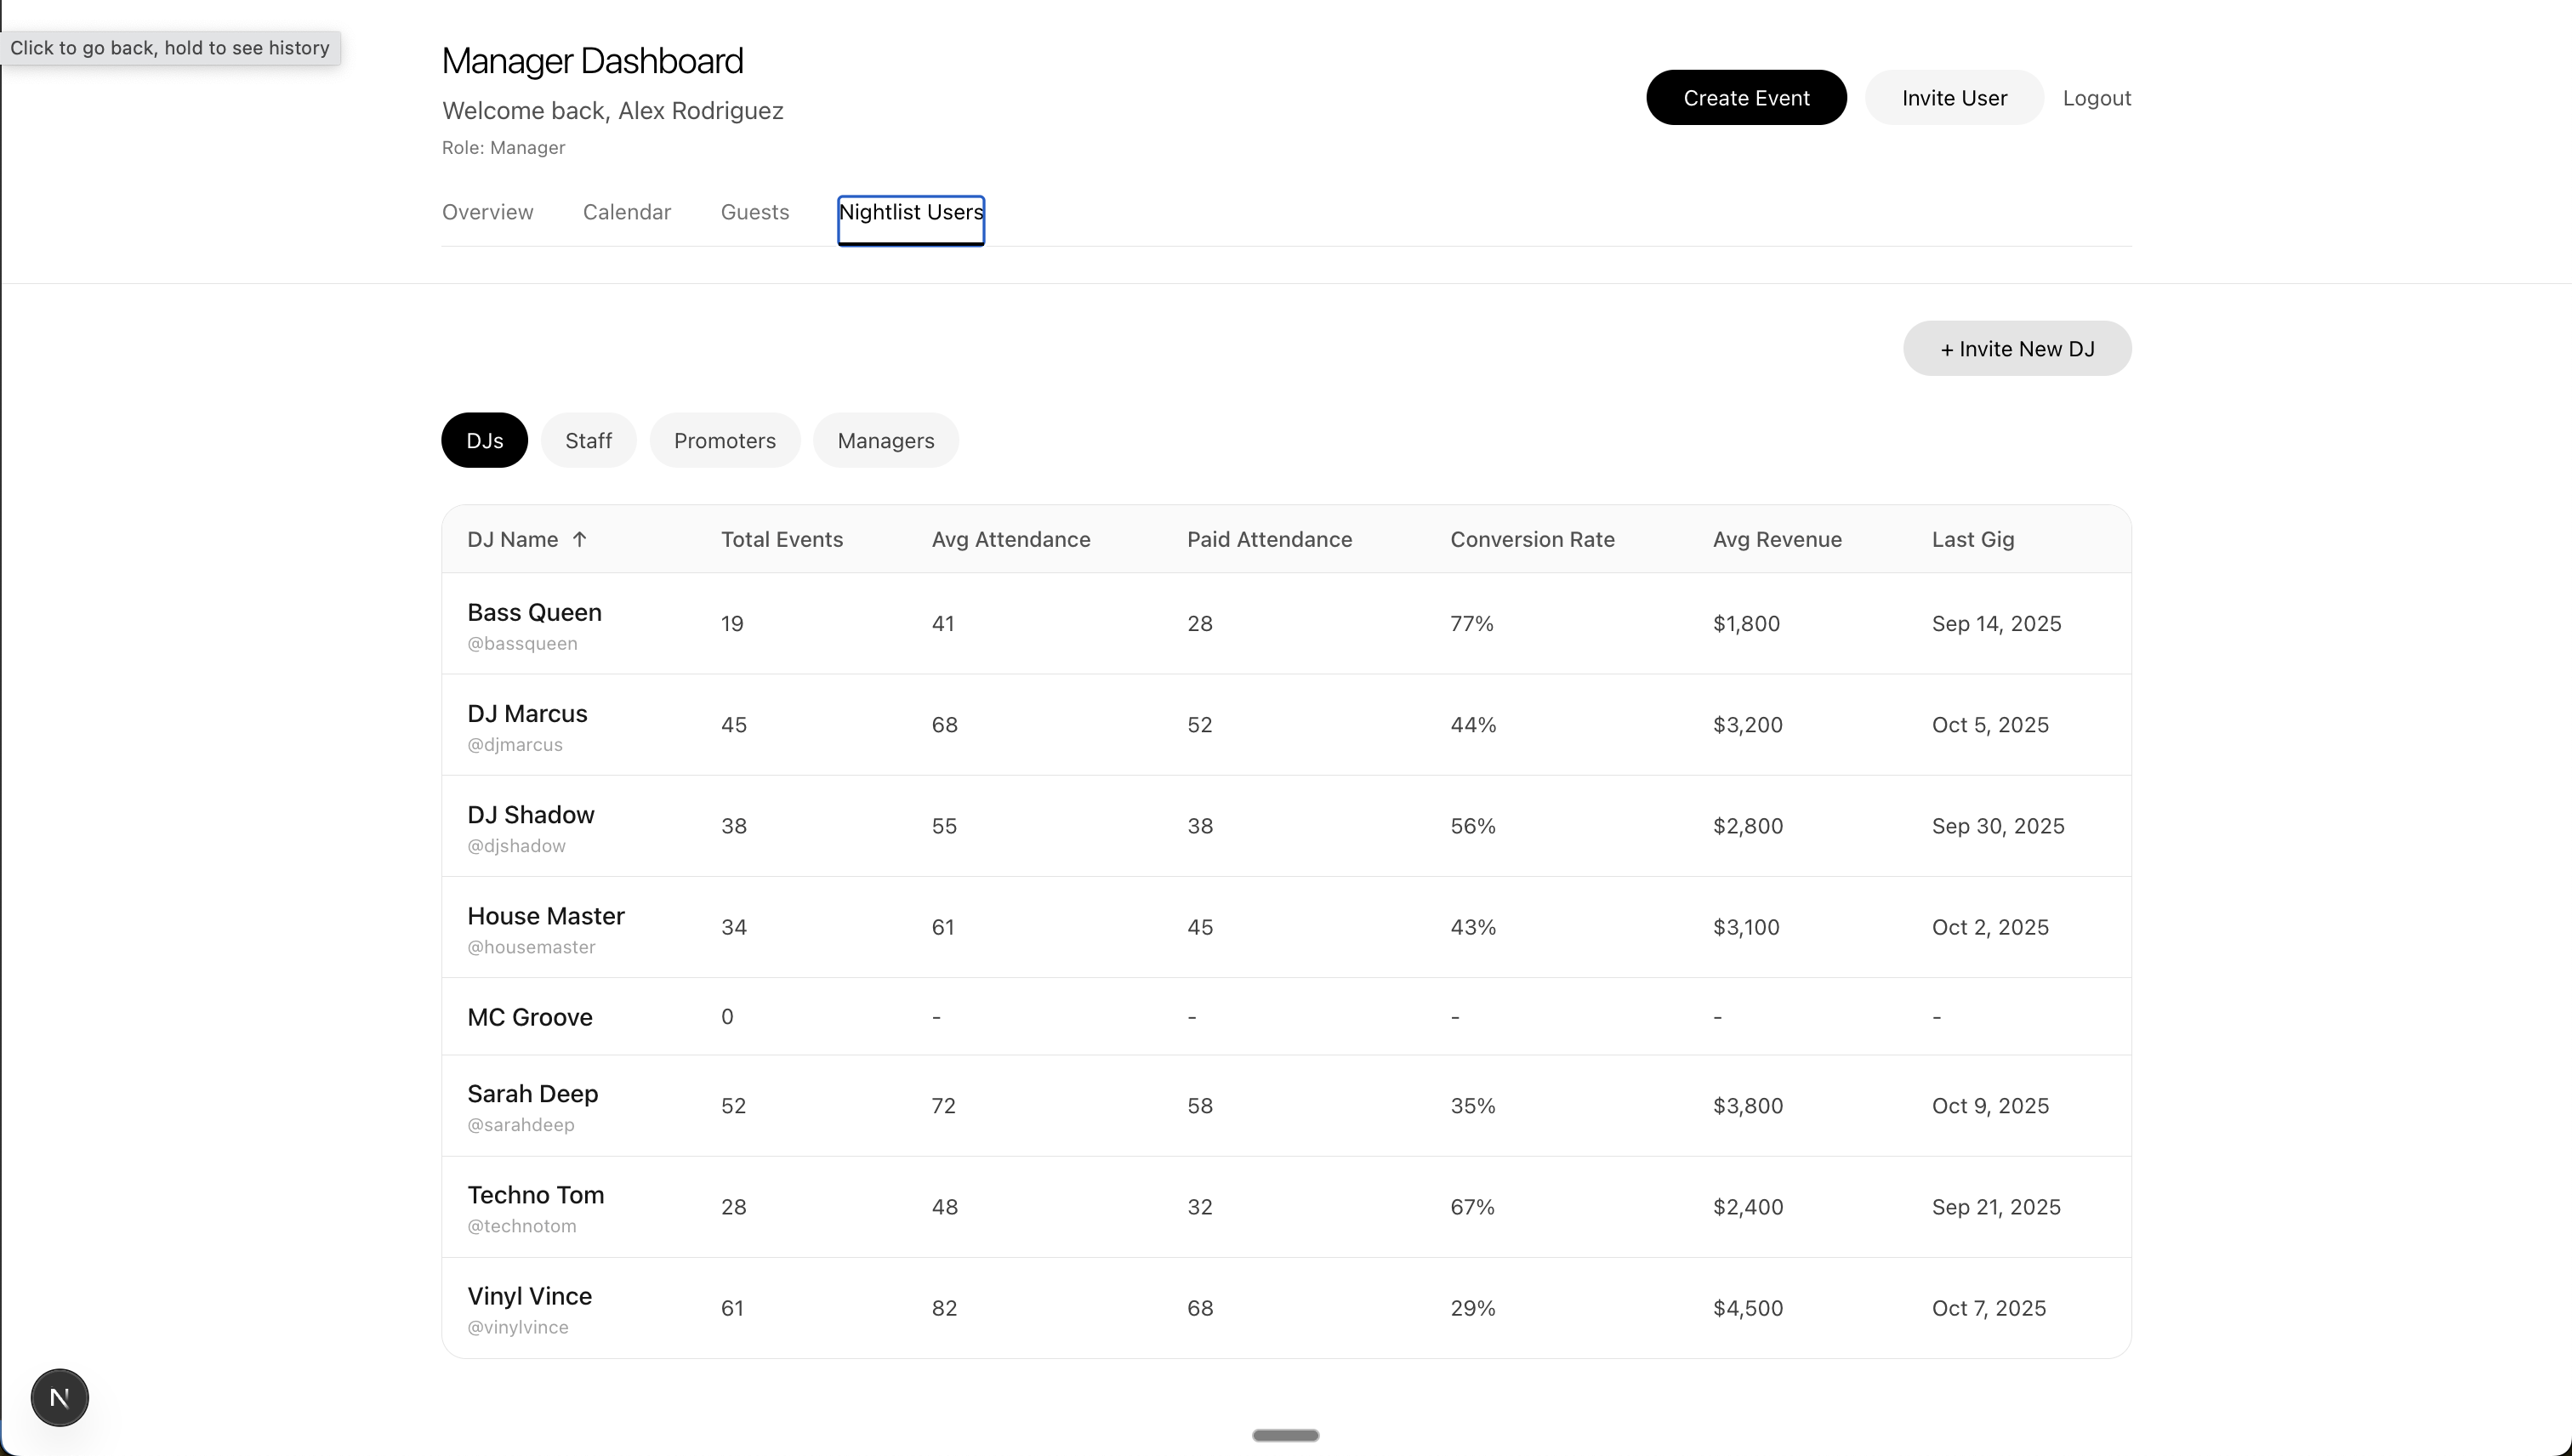 Click to go back, hold to see history
Manager Dashboard
Welcome back, Alex Rodriguez
Role: Manager
Create Event
Invite User
Logout
Overview
Calendar
Guests
Nightlist Users
+ Invite New DJ
DJs
Staff
Promoters
Managers
DJ Name ↑ Total Events Avg Attendance Paid Attendance Conversion Rate Avg Revenue Last Gig
Bass Queen 19 41 28 77% $1,800 Sep 14, 2025
@bassqueen
DJ Marcus 45 68 52 44% $3,200 Oct 5, 2025
@djmarcus
DJ Shadow 38 55 38 56% $2,800 Sep 30, 2025
@djshadow
House Master 34 61 45 43% $3,100 Oct 2, 2025
@housemaster
MC Groove 0 - - - - -
Sarah Deep 52 72 58 35% $3,800 Oct 9, 2025
@sarahdeep
Techno Tom 28 48 32 67% $2,400 Sep 21, 2025
@technotom
Vinyl Vince 61 82 68 29% $4,500 Oct 7, 2025
@vinylvince
N